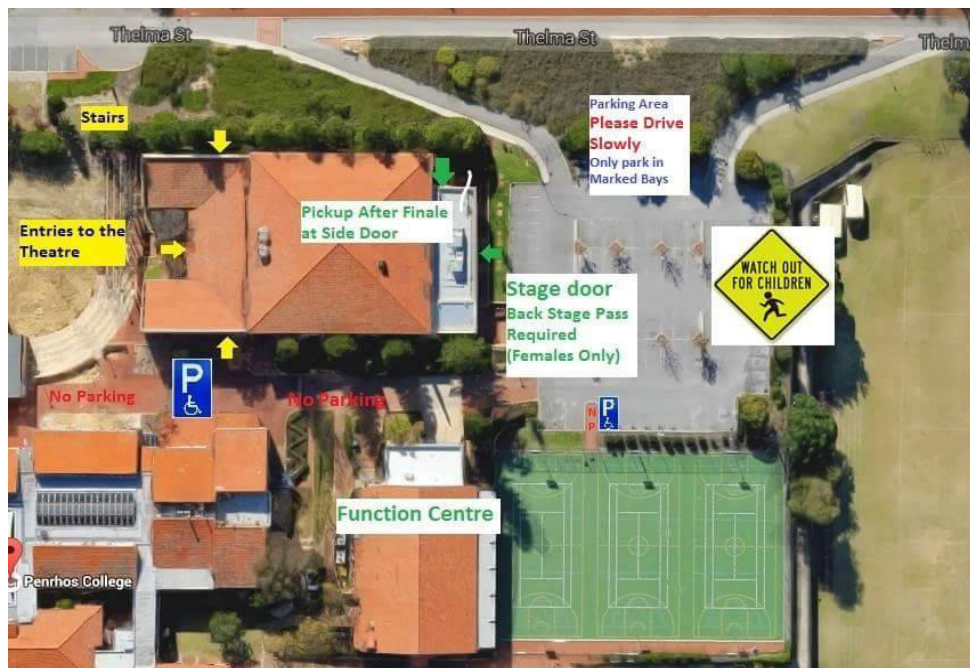 Thelma St
Thelma St
Thelm
Stairs
Parking Area
Please Drive
Slowly
Only park in
Marked Bays
Pickup After Finale
at Side Door
Entries to the
Theatre
WATCH OUT
FOR CHILDREN
Stage door
Back Stage Pass
Required
(Females Only)
P
No Parking
No Parking
N
P
P
Function Centre
Penrhos College